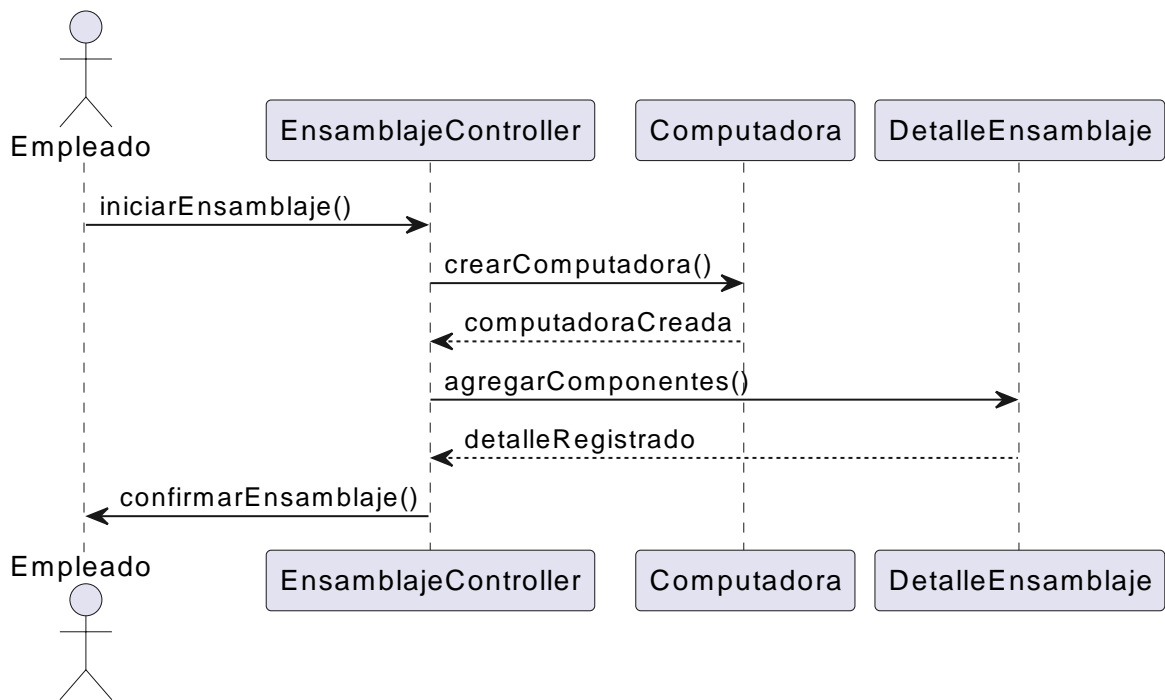 Empleado
EnsamblajeController
Computadora
DetalleEnsamblaje
iniciarEnsamblaje()
crearComputadora()
computadoraCreada
agregarComponentes()
detalleRegistrado
confirmarEnsamblaje()
Empleado
EnsamblajeController
Computadora
DetalleEnsamblaje